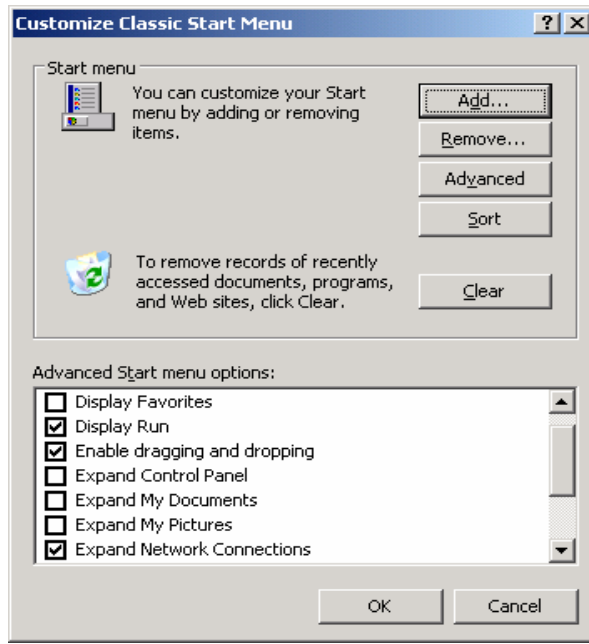 Customize Classic Start Menu
Start menu
You can customize your Start
menu by adding or removing
items.
Add...
Remove...
Advanced
Sort
To remove records of recently
accessed documents, programs,
and Web sites, click Clear.
Clear
Advanced Start menu options:
Display Favorites
Display Run
Enable dragging and dropping
Expand Control Panel
Expand My Documents
Expand My Pictures
Expand Network Connections
OK
Cancel